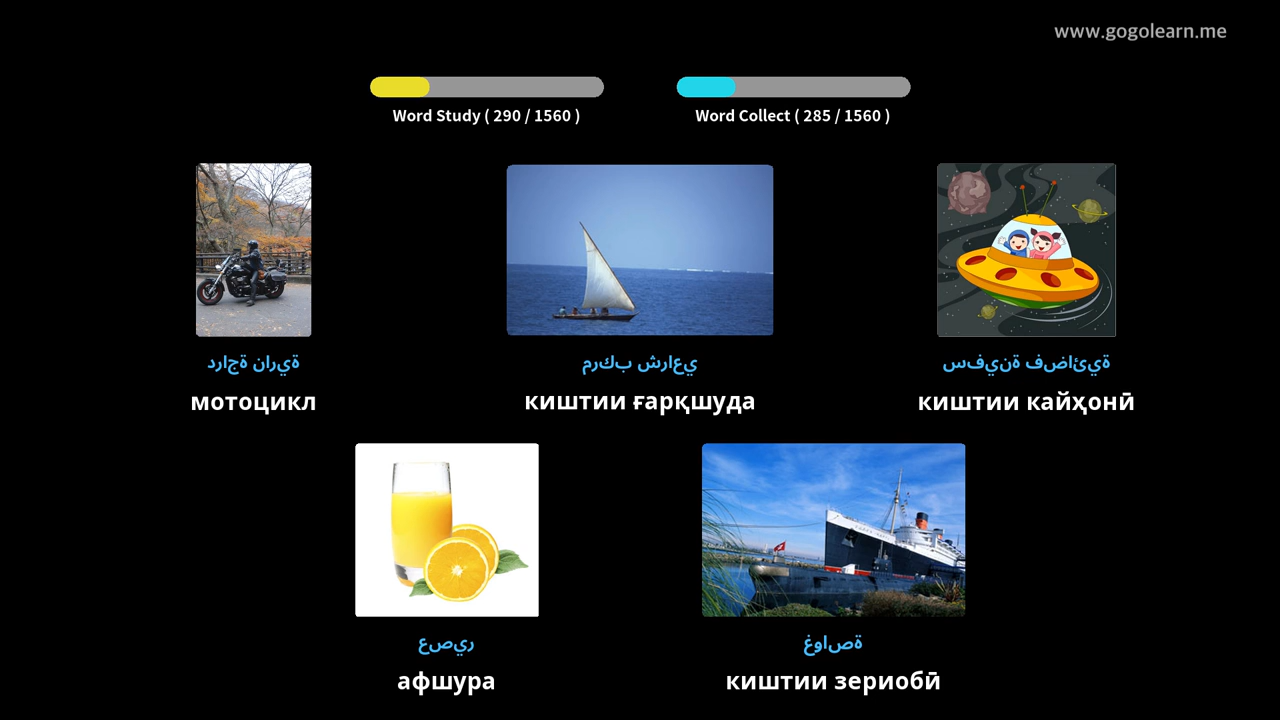 www.gogolearn.me
Word Study ( 290 / 1560 )
Word Collect ( 285 / 1560 )
دراجة نارية
мотоцикл
مركب شراعي
киштии ғарқшуда
سفينة فضائية
киштии кайҳонӣ
عصير
афшура
غواصة
киштии зериобӣ